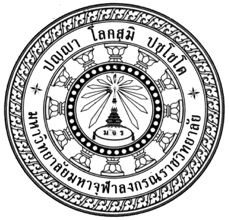 ปญฺญา โลกสฺมิ ปชฺโชโต
มจร
มหาวิทยาลัยมหาจุฬาลงกรณราชวิทยาลัย